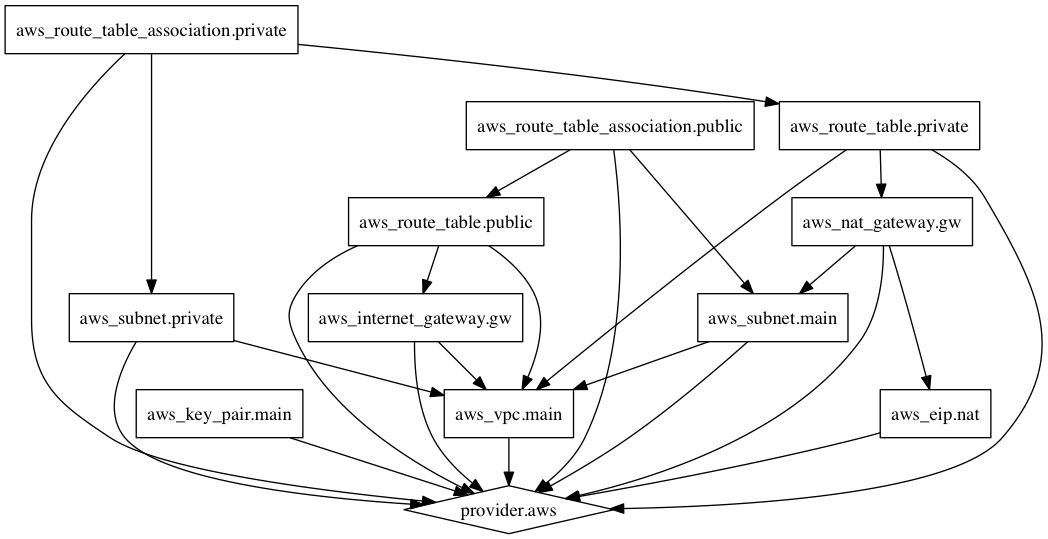 aws_route_table_association.private
aws_route_table_association.public
aws_route_table.private
aws_route_table.public
aws_nat_gateway.gw
aws_subnet.private
aws_internet_gateway.gw
aws_subnet.main
aws_key_pair.main
aws_vpc.main
aws_eip.nat
provider.aws